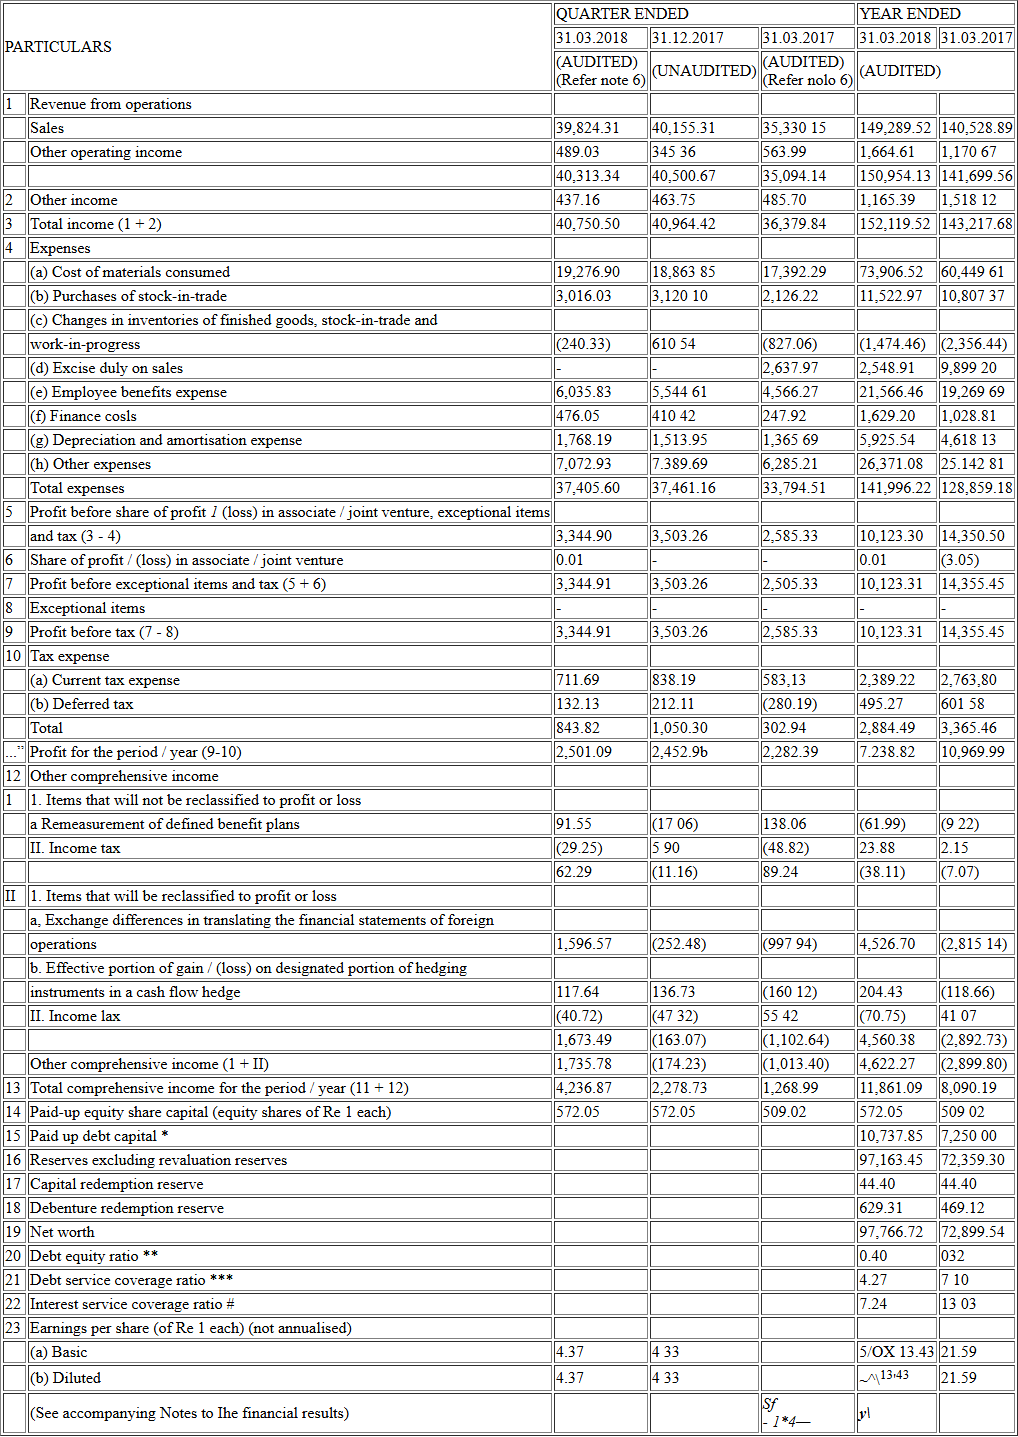 PARTICULARS QUARTER ENDED YEAR ENDED
31.03.2018 31.12.2017 31.03.2017 31.03.2018 31.03.2017
(AUDITED) (Refer note 6) (UNAUDITED) (AUDITED) (Refer nolo 6) (AUDITED)
1 Revenue from operations
Sales 39,824.31 40,155.31 35,330 15 149,289.52 140,528.89
Other operating income 489.03 345 36 563.99 1,664.61 1,170 67
40,313.34 40,500.67 35,094.14 150,954.13 141,699.56
2 Other income 437.16 463.75 485.70 1,165.39 1,518 12
3 Total income (1 + 2) 40,750.50 40,964.42 36,379.84 152,119.52 143,217.68
4 Expenses
(a) Cost of materials consumed 19,276.90 18,863 85 17,392.29 73,906.52 60,449 61
(b) Purchases of stock-in-trade 3,016.03 3,120 10 2,126.22 11,522.97 10,807 37
(c) Changes in inventories of finished goods, stock-in-trade and
work-in-progress (240.33) 610 54 (827.06) (1,474.46) (2,356.44)
(d) Excise duly on sales - - 2,637.97 2,548.91 9,899 20
(e) Employee benefits expense 6,035.83 5,544 61 4,566.27 21,566.46 19,269 69
(f) Finance cosls 476.05 410 42 247.92 1,629.20 1,028.81
(g) Depreciation and amortisation expense 1,768.19 1,513.95 1,365 69 5,925.54 4,618 13
(h) Other expenses 7,072.93 7.389.69 6,285.21 26,371.08 25.142 81
Total expenses 37,405.60 37,461.16 33,794.51 141,996.22 128,859.18
5 Profit before share of profit 1 (loss) in associate / joint venture, exceptional items
and tax (3 - 4) 3,344.90 3,503.26 2,585.33 10,123.30 14,350.50
6 Share of profit / (loss) in associate / joint venture 0.01 - - 0.01 (3.05)
7 Profit before exceptional items and tax (5 + 6) 3,344.91 3,503.26 2,505.33 10,123.31 14,355.45
8 Exceptional items - - - - -
9 Profit before tax (7 - 8) 3,344.91 3,503.26 2,585.33 10,123.31 14,355.45
10 Tax expense
(a) Current tax expense 711.69 838.19 583,13 2,389.22 2,763,80
(b) Deferred tax 132.13 212.11 (280.19) 495.27 601 58
Total 843.82 1,050.30 302.94 2,884.49 3,365.46
...” Profit for the period / year (9-10) 2,501.09 2,452.9b 2,282.39 7.238.82 10,969.99
12 Other comprehensive income
1 1. Items that will not be reclassified to profit or loss
a Remeasurement of defined benefit plans 91.55 (17 06) 138.06 (61.99) (9 22)
II. Income tax (29.25) 5 90 (48.82) 23.88 2.15
62.29 (11.16) 89.24 (38.11) (7.07)
II 1. Items that will be reclassified to profit or loss
a, Exchange differences in translating the financial statements of foreign
operations 1,596.57 (252.48) (997 94) 4,526.70 (2,815 14)
b. Effective portion of gain / (loss) on designated portion of hedging
instruments in a cash flow hedge 117.64 136.73 (160 12) 204.43 (118.66)
II. Income lax (40.72) (47 32) 55 42 (70.75) 41 07
1,673.49 (163.07) (1,102.64) 4,560.38 (2,892.73)
Other comprehensive income (1 + II) 1,735.78 (174.23) (1,013.40) 4,622.27 (2,899.80)
13 Total comprehensive income for the period / year (11 + 12) 4,236.87 2,278.73 1,268.99 11,861.09 8,090.19
14 Paid-up equity share capital (equity shares of Re 1 each) 572.05 572.05 509.02 572.05 509 02
15 Paid up debt capital * 10,737.85 7,250 00
16 Reserves excluding revaluation reserves 97,163.45 72,359.30
17 Capital redemption reserve 44.40 44.40
18 Debenture redemption reserve 629.31 469.12
19 Net worth 97,766.72 72,899.54
20 Debt equity ratio ** 0.40 032
21 Debt service coverage ratio *** 4.27 7 10
22 Interest service coverage ratio # 7.24 13 03
23 Earnings per share (of Re 1 each) (not annualised)
(a) Basic 4.37 4 33 5/OX 13.43 21.59
(b) Diluted 4.37 4 33 ~^\13,43 21.59
(See accompanying Notes to Ihe financial results) Sf - 1*4— y\